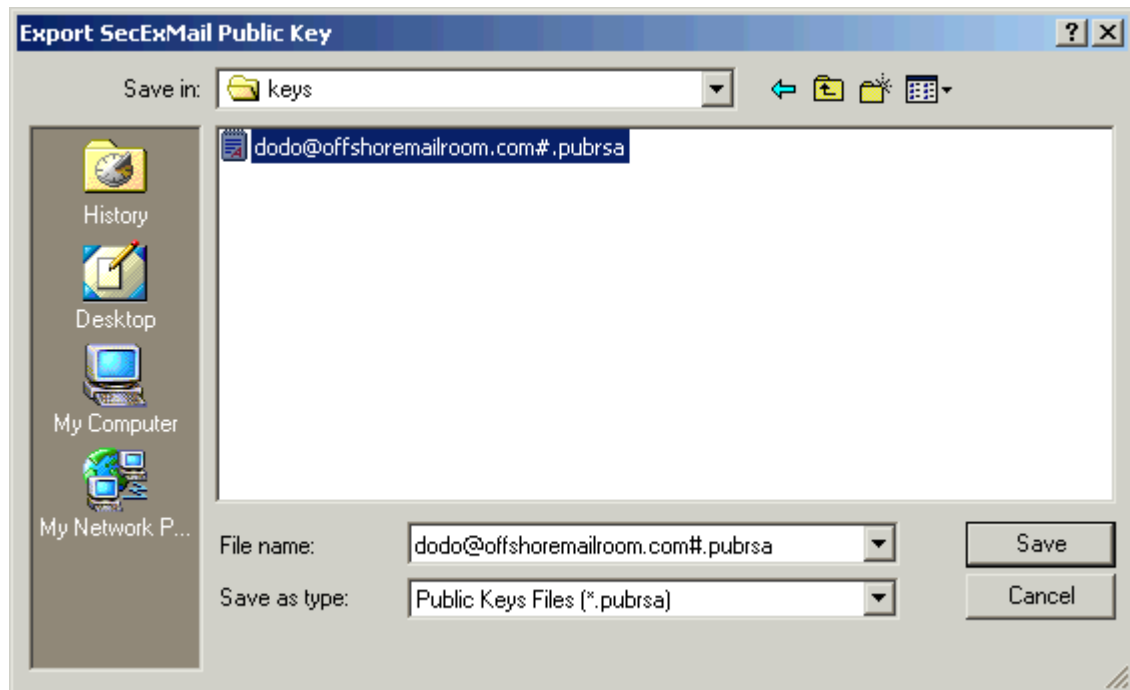 Export SecExMail Public Key
Save in: keys
dodo@offshoremailroom.com#.pubrsa
History
Desktop
My Computer
My Network P...
File name: dodo@offshoremailroom.com#.pubrsa Save
Save as type: Public Keys Files (*.pubrsa) Cancel